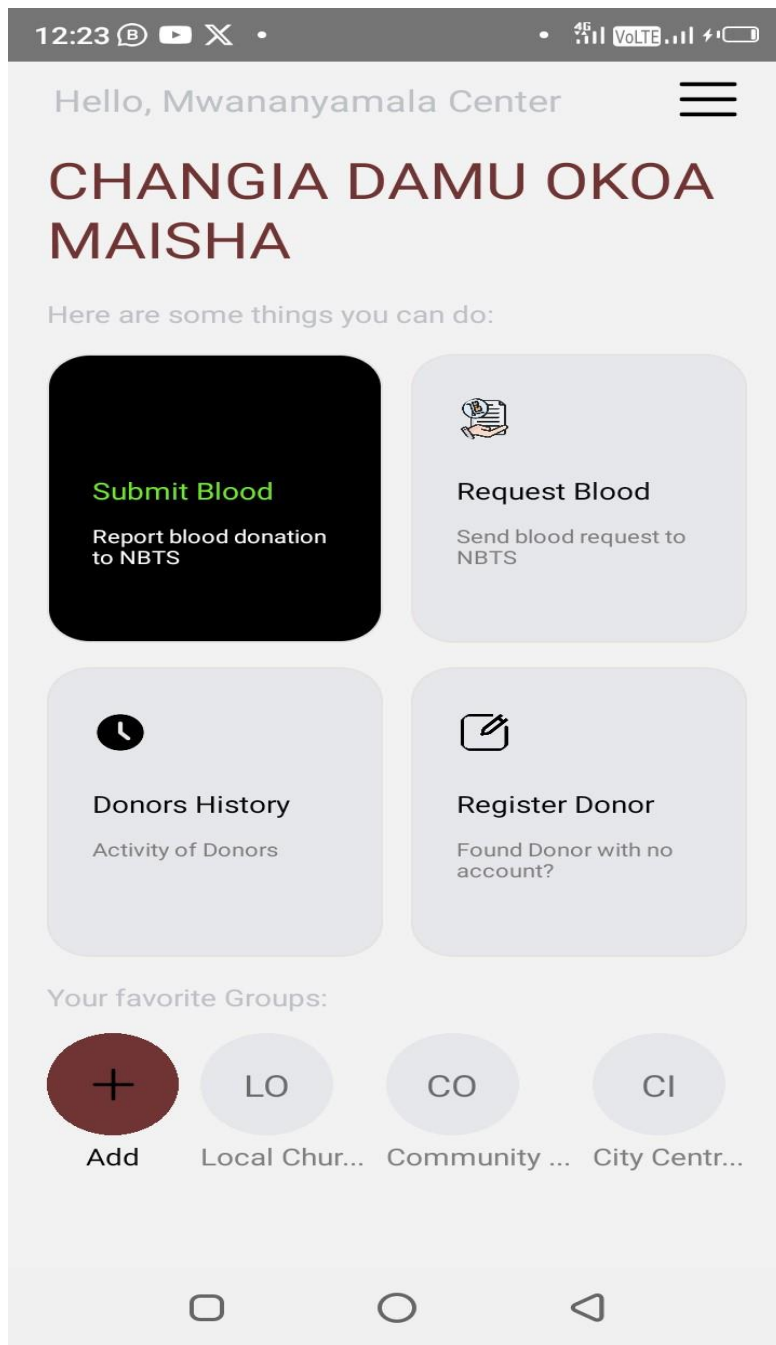 12:23
4G VoLTE
Hello, Mwananyamala Center
CHANGIA DAMU OKOA
MAISHA
Here are some things you can do:
Submit Blood
Report blood donation
to NBTS
Request Blood
Send blood request to
NBTS
Donors History
Activity of Donors
Register Donor
Found Donor with no
account?
Your favorite Groups:
LO
CO
CI
Add
Local Chur...
Community ...
City Centr...